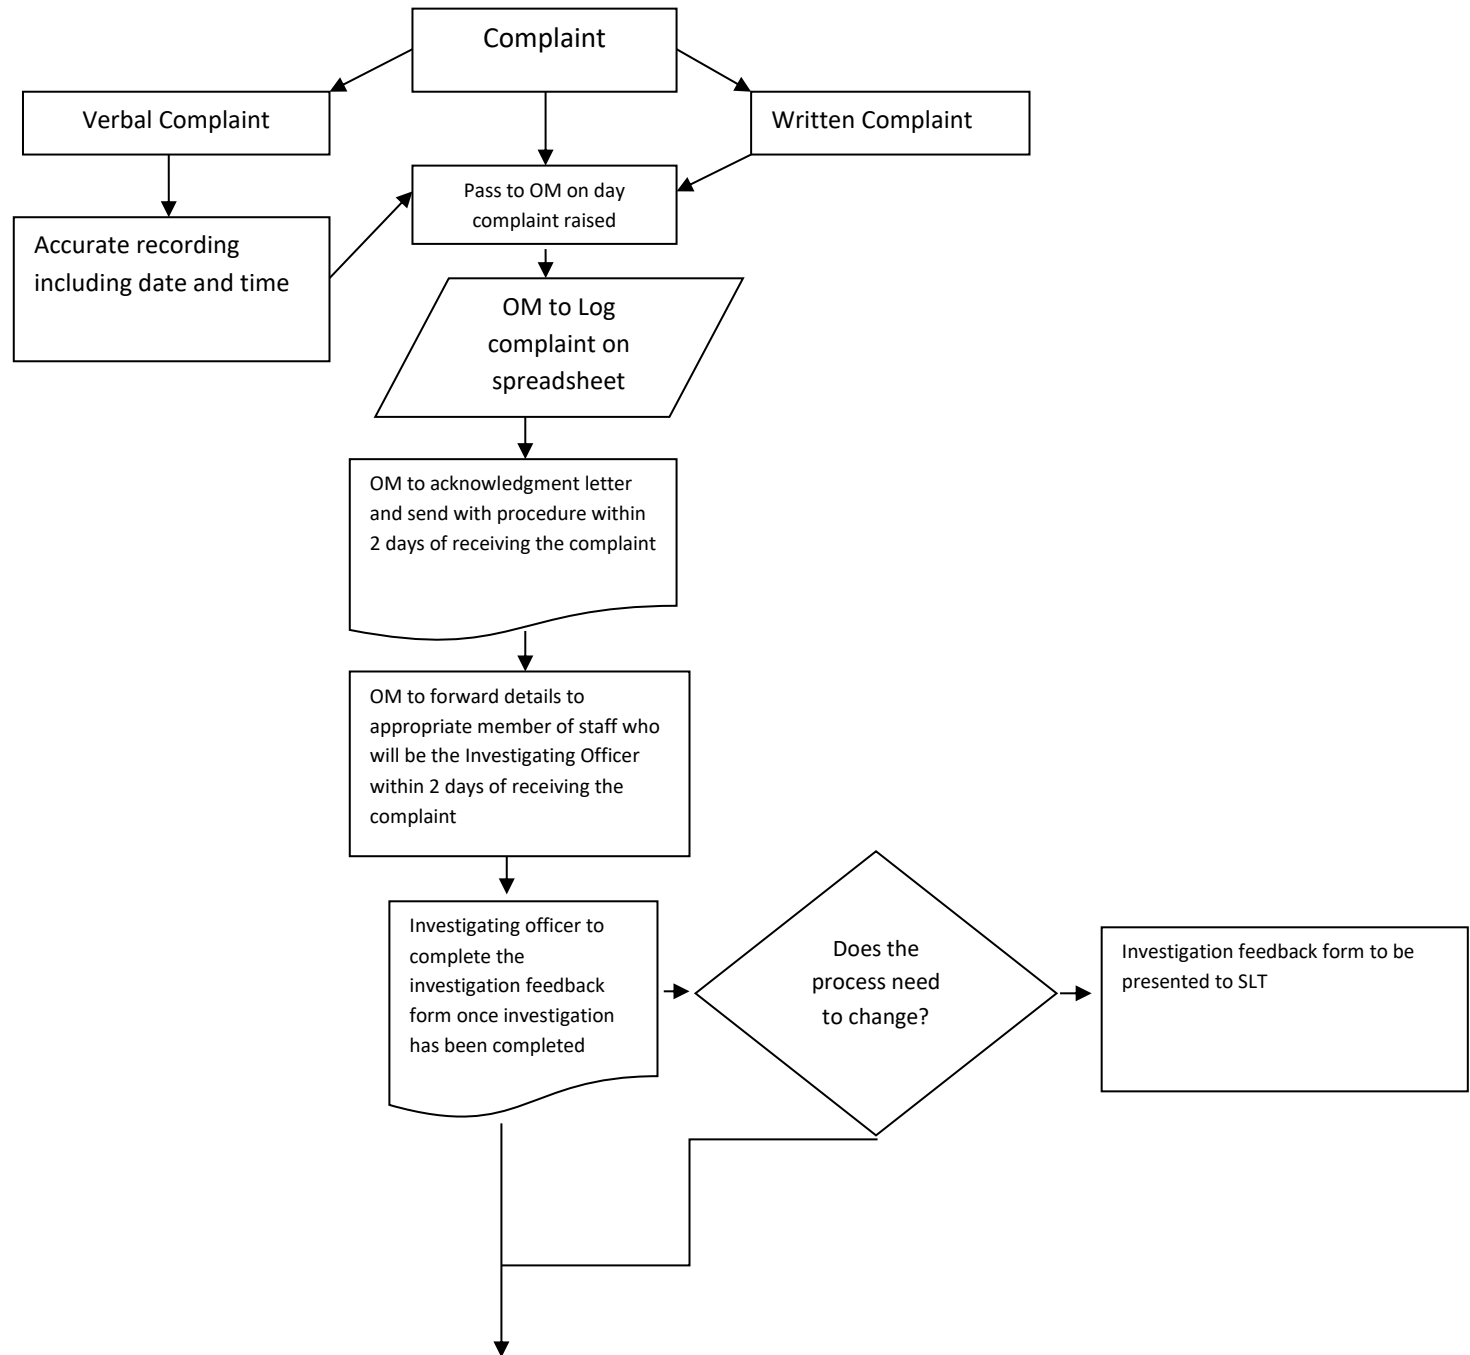 Complaint
Verbal Complaint
Written Complaint
Pass to OM on day
complaint raised
Accurate recording
including date and time
OM to Log
complaint on
spreadsheet
OM to acknowledgment letter
and send with procedure within
2 days of receiving the complaint
OM to forward details to
appropriate member of staff who
will be the Investigating Officer
within 2 days of receiving the
complaint
Investigating officer to
complete the
investigation feedback
form once investigation
has been completed
Does the
process need
to change?
Investigation feedback form to be
presented to SLT